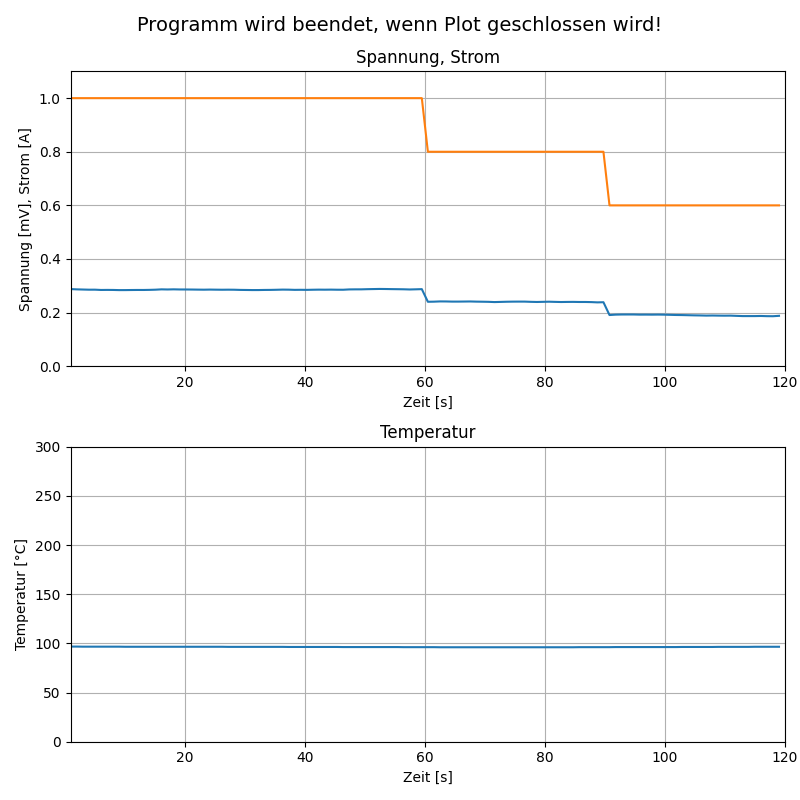 Programm wird beendet, wenn Plot geschlossen wird!
Spannung, Strom
1.0
0.8
0.6
0.4
0.2
0.0
Spannung [mV], Strom [A]
20 40 60 80 100 120
Zeit [s]
Temperatur
300
250
200
150
100
50
0
Temperatur [°C]
20 40 60 80 100 120
Zeit [s]